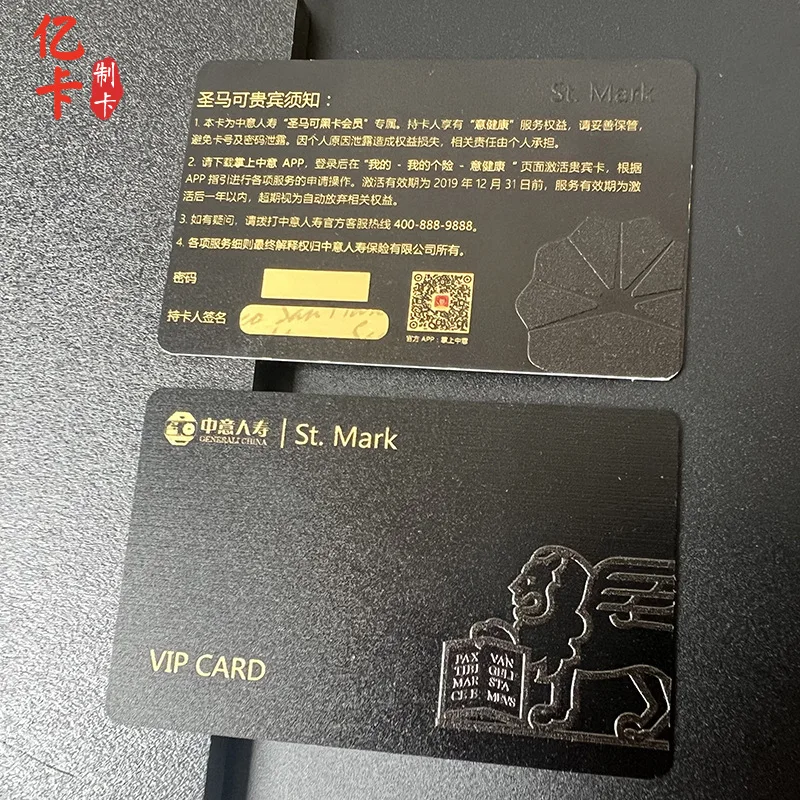 亿卡
制卡
St. Mark
圣马可贵宾须知：
1. 本卡为中意人寿“圣马可黑卡会员”专属。持卡人享有“意健康”服务权益，请妥善保管，
避免卡号及密码泄露。因个人原因泄露造成权益损失，相关责任由个人承担。
2. 请下载掌上中意 APP，登录后在“我的 - 我的个险 - 意健康 ”页面激活贵宾卡，根据
APP 指引进行各项服务的申请操作。激活有效期为 2019 年 12 月 31 日前，服务有效期为激
活后一年以内，超期视为自动放弃相关权益。
3. 如有疑问，请拨打中意人寿官方客服热线 400-888-9888。
4. 各项服务细则最终解释权归中意人寿保险有限公司所有。
密码
持卡人签名
官方 APP：掌上中意
中意人寿 | St. Mark
GENERALI CHINA
VIP CARD
PAX VAN
TIBI GELI
MAR STA
CE E MEVS